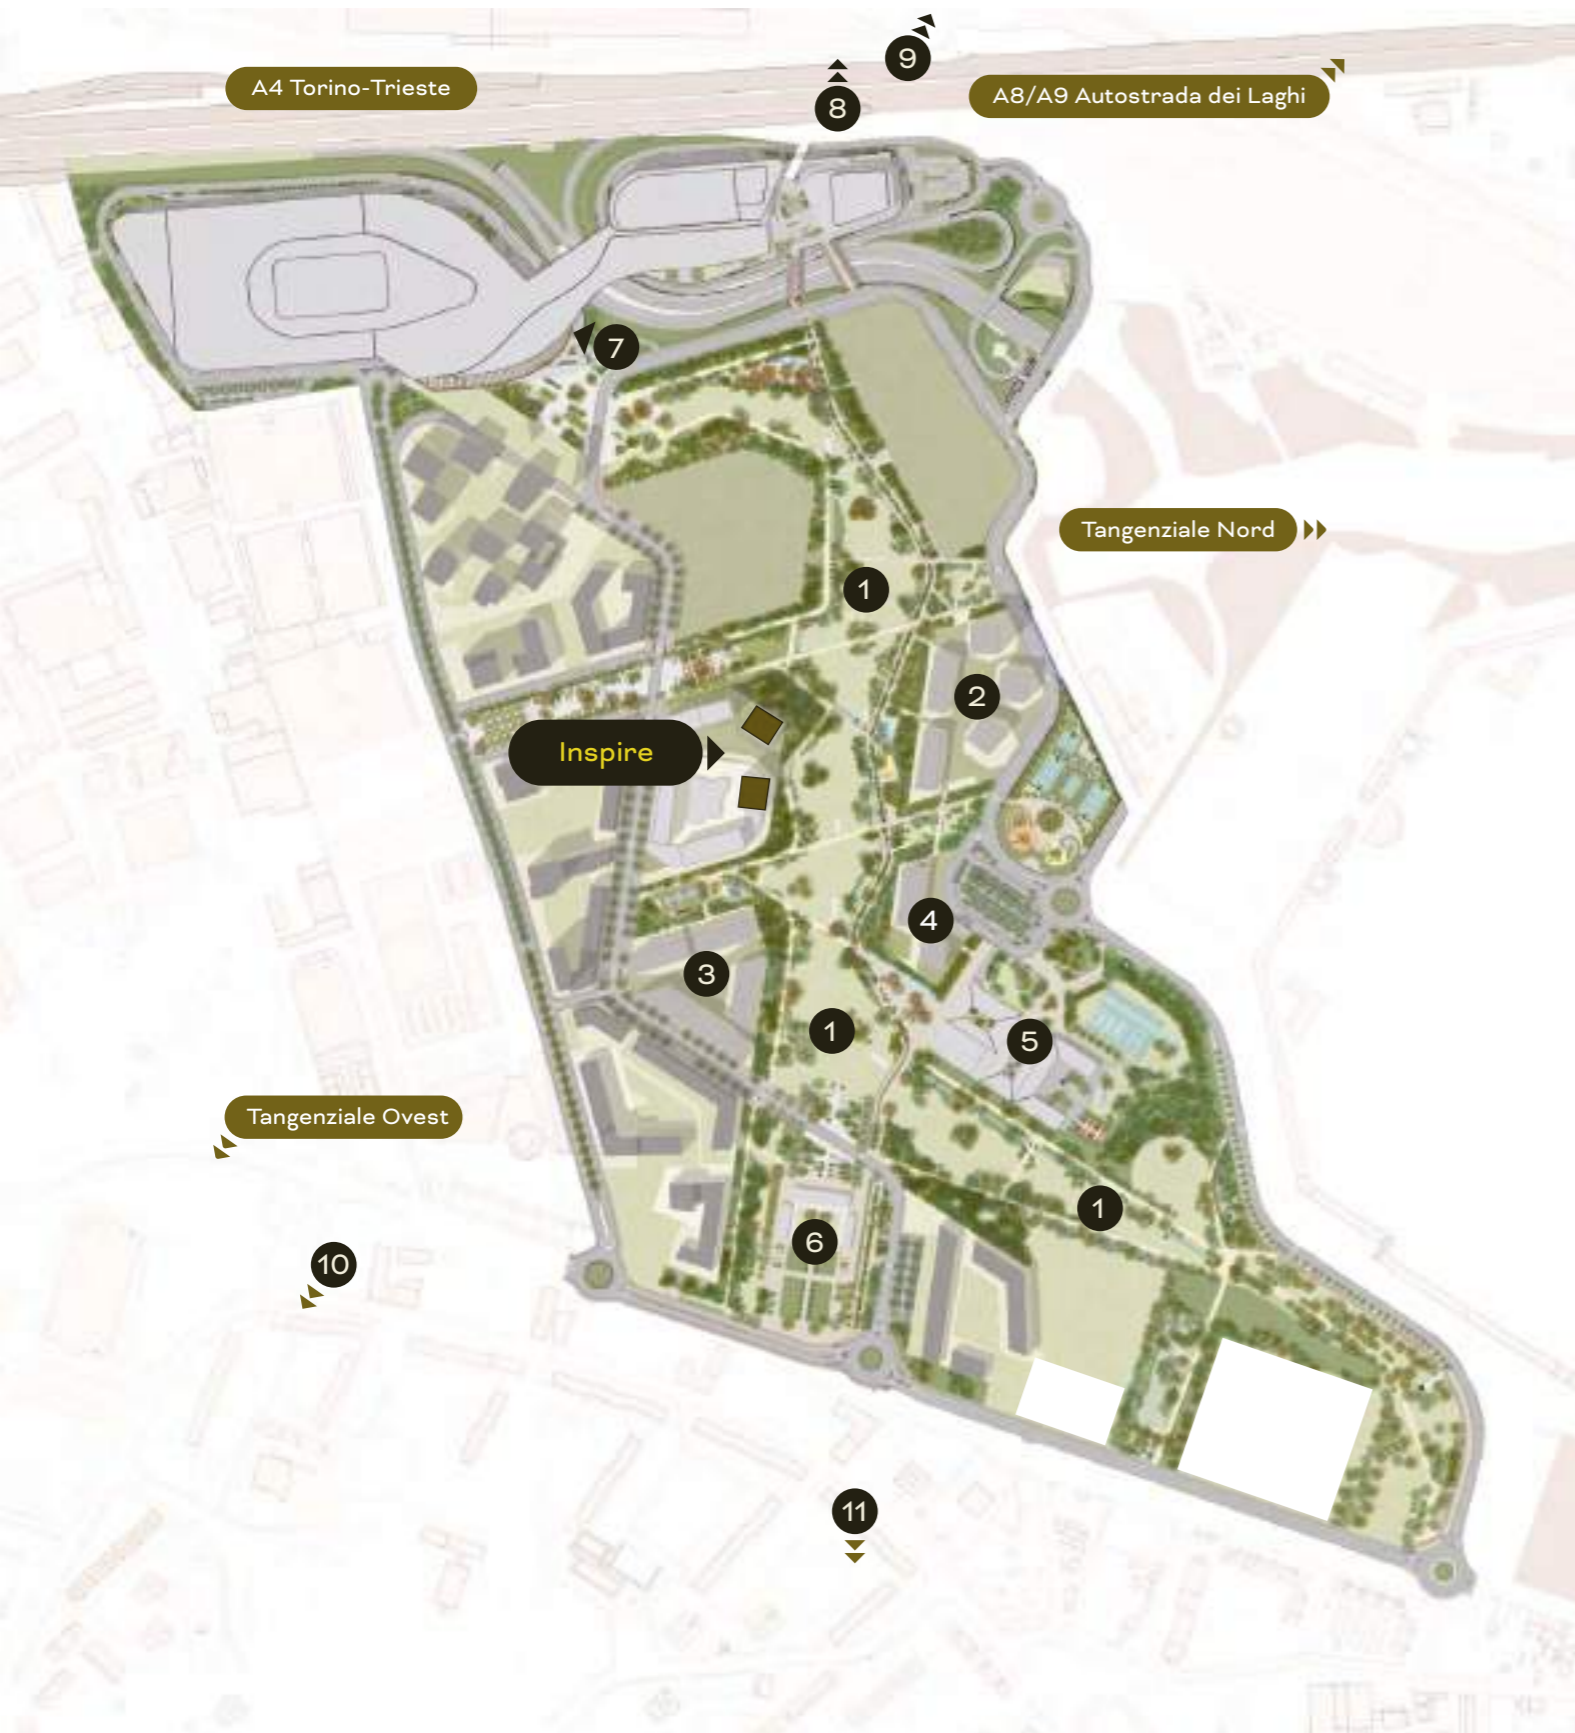 9
A4 Torino-Trieste
A8/A9 Autostrada dei Laghi
8
7
Tangenziale Nord
1
2
Inspire
4
3
1
5
Tangenziale Ovest
1
6
10
11